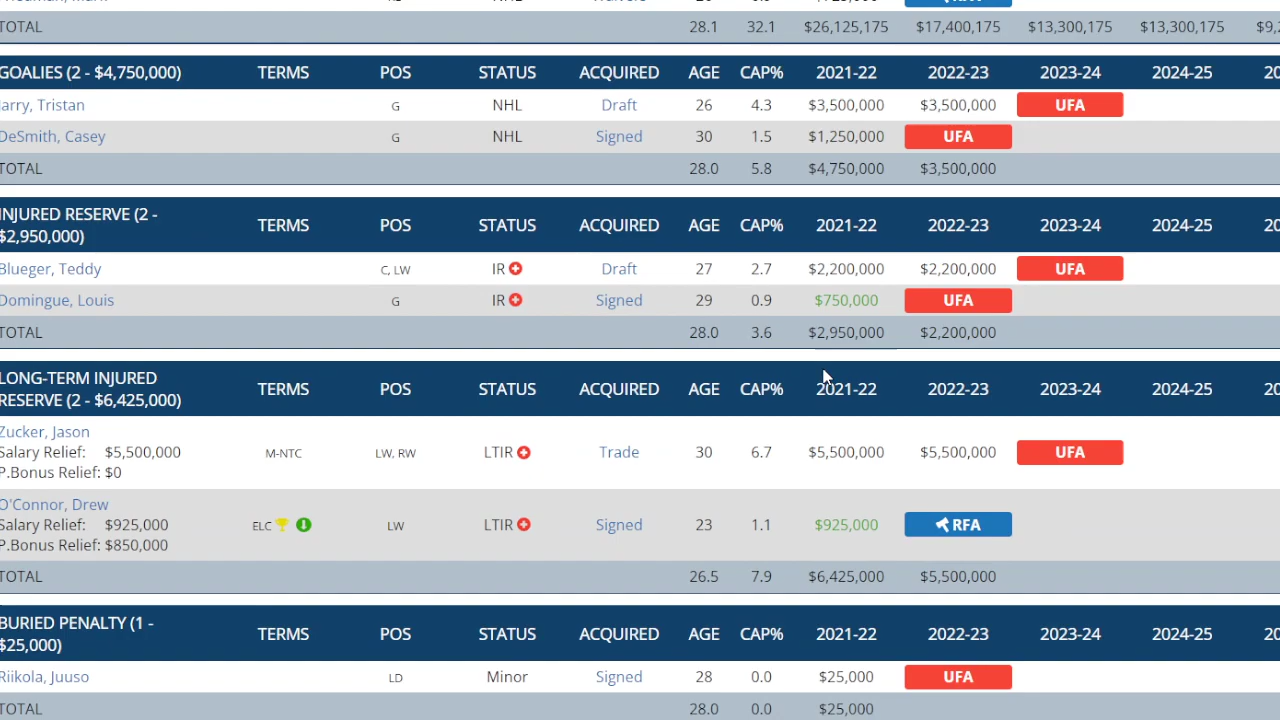 TOTAL 28.1 32.1 $26,125,175 $17,400,175 $13,300,175 $13,300,175
GOALIES (2 - $4,750,000) TERMS POS STATUS ACQUIRED AGE CAP% 2021-22 2022-23 2023-24 2024-25 20
arry, Tristan G NHL Draft 26 4.3 $3,500,000 $3,500,000 UFA
DeSmith, Casey G NHL Signed 30 1.5 $1,250,000 UFA
TOTAL 28.0 5.8 $4,750,000 $3,500,000
INJURED RESERVE (2 -
$2,950,000) TERMS POS STATUS ACQUIRED AGE CAP% 2021-22 2022-23 2023-24 2024-25 20
Blueger, Teddy C, LW IR Draft 27 2.7 $2,200,000 $2,200,000 UFA
Domingue, Louis G IR Signed 29 0.9 $750,000 UFA
TOTAL 28.0 3.6 $2,950,000 $2,200,000
LONG-TERM INJURED
RESERVE (2 - $6,425,000) TERMS POS STATUS ACQUIRED AGE CAP% 2021-22 2022-23 2023-24 2024-25 20
Zucker, Jason
Salary Relief: $5,500,000 M-NTC LW, RW LTIR Trade 30 6.7 $5,500,000 $5,500,000 UFA
P.Bonus Relief: $0
O'Connor, Drew
Salary Relief: $925,000 ELC LW LTIR Signed 23 1.1 $925,000 RFA
P.Bonus Relief: $850,000
TOTAL 26.5 7.9 $6,425,000 $5,500,000
BURIED PENALTY (1 -
$25,000) TERMS POS STATUS ACQUIRED AGE CAP% 2021-22 2022-23 2023-24 2024-25 20
Riikola, Juuso LD Minor Signed 28 0.0 $25,000 UFA
TOTAL 28.0 0.0 $25,000